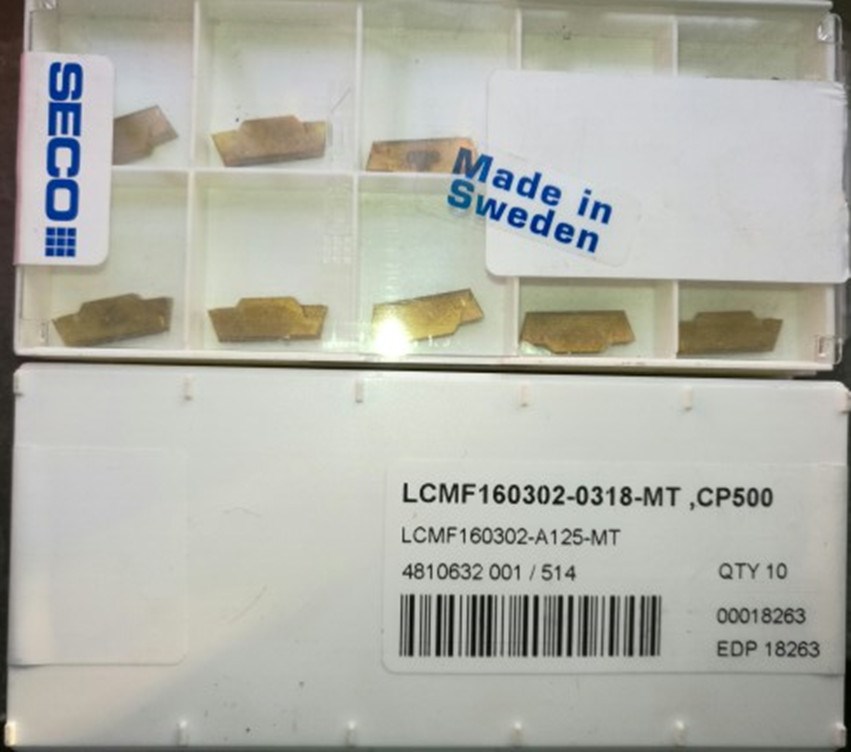 SECO
Made in
Sweden
LCMF160302-0318-MT ,CP500
LCMF160302-A125-MT
4810632 001 / 514
QTY 10
00018263
EDP 18263